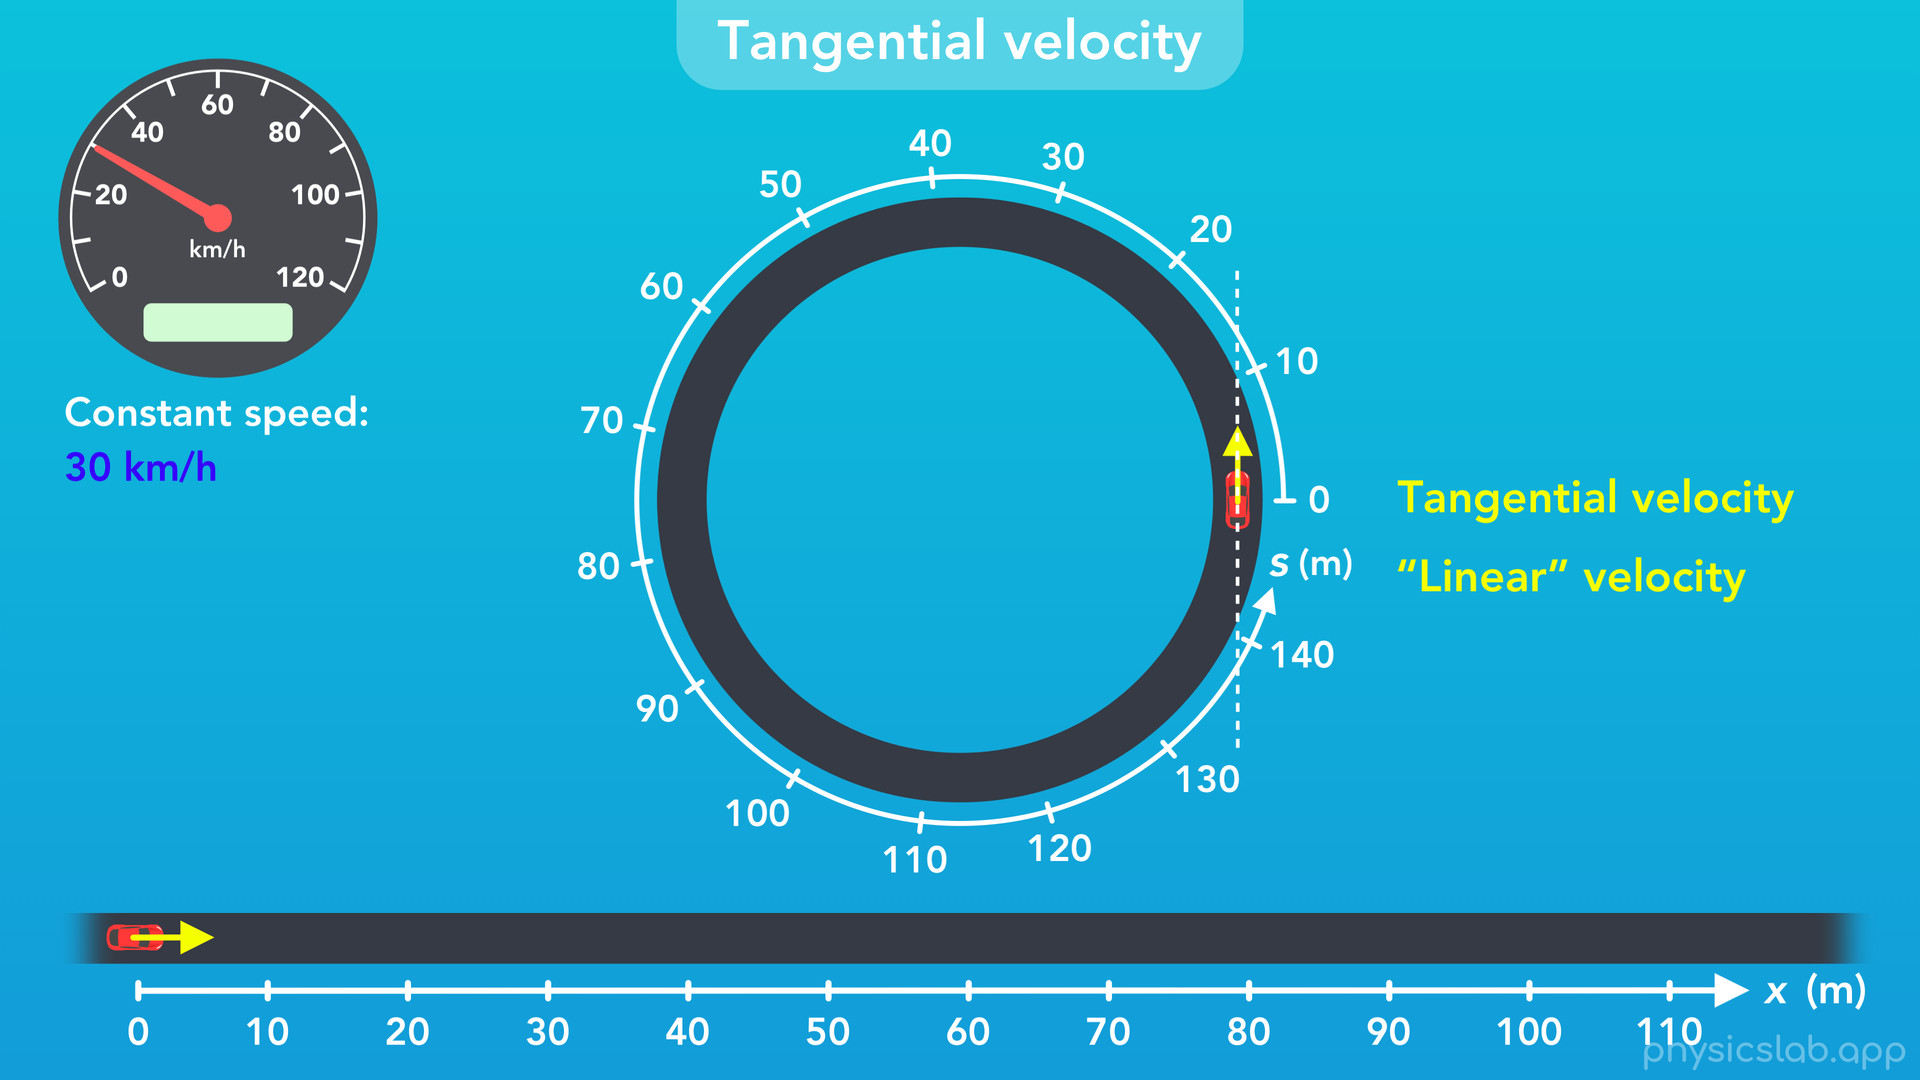 Tangential velocity
0
20
40
60
80
100
120
km/h
Constant speed:
30 km/h
0
10
20
30
40
50
60
70
80
90
100
110
120
130
140
s (m)
Tangential velocity
“Linear” velocity
0 10 20 30 40 50 60 70 80 90 100 110
x (m)
physicslab.app